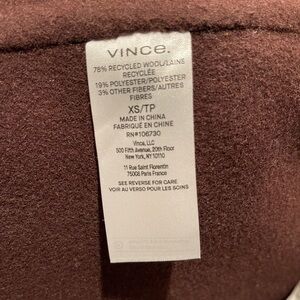 VINCE.
78% RECYCLED WOOL/LAINE
RECYCLÉE
19% POLYESTER/POLYESTER
3% OTHER FIBERS/AUTRES
FIBRES
XS/TP
MADE IN CHINA
FABRIQUÉ EN CHINE
RN#106730
Vince, LLC
500 Fifth Avenue, 20th Floor
New York, NY 10110
11 Rue Saint Florentin
75008 Paris France
SEE REVERSE FOR CARE
VOIR AU VERSO POUR LES SOINS